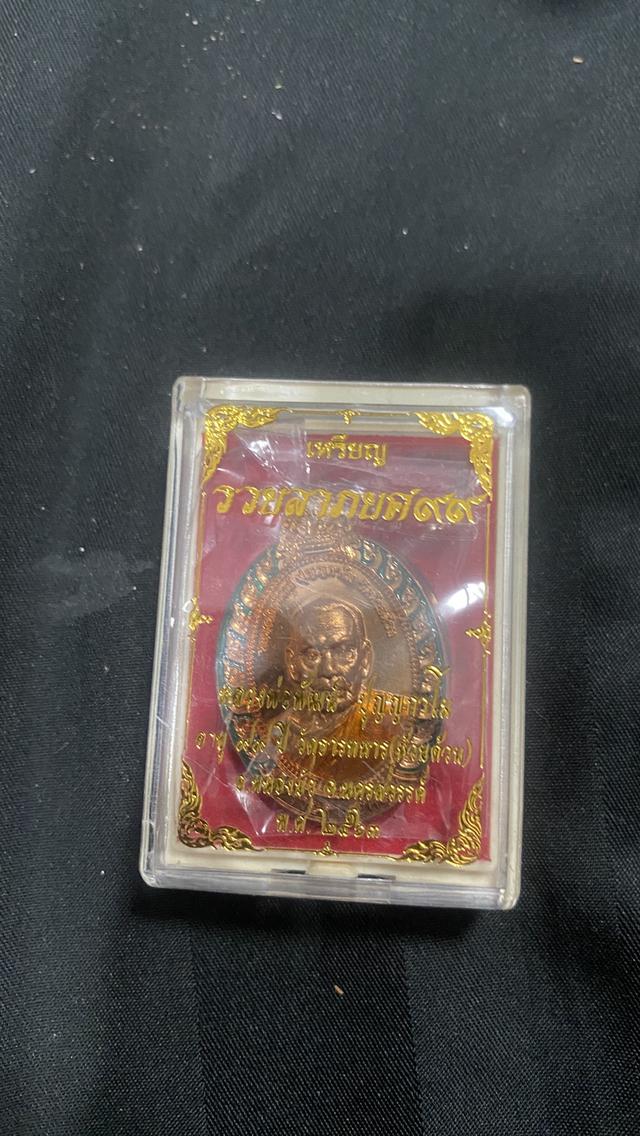 เหรียญ
รวยลาภยศ๙๙
หลวงพ่อพัฒน์ ปุญญกาโม
อายุ ๙๙ ปี วัดธารทหาร(ห้วยด้วน)
อ.หนองบัว จ.นครสวรรค์
พ.ศ. ๒๕๖๓